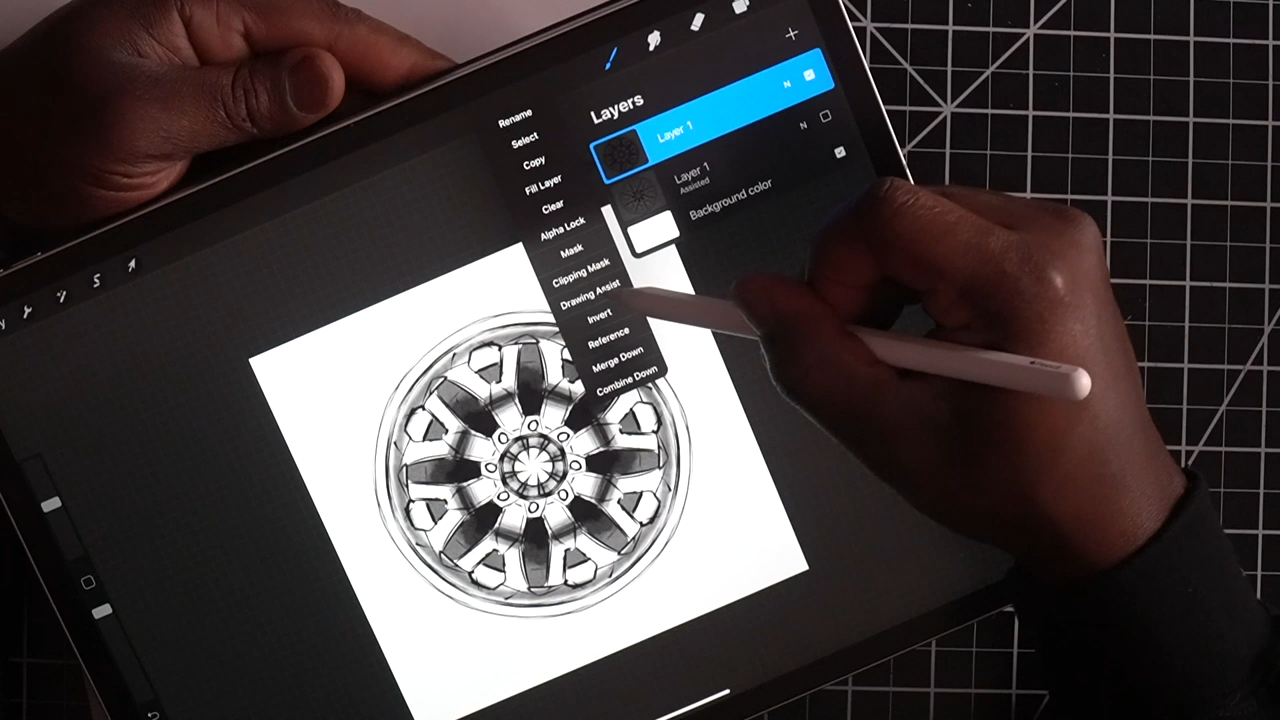 Layers
Layer 1
N
Layer 1
Assisted
N
Background color
Rename
Select
Copy
Fill Layer
Clear
Alpha Lock
Mask
Clipping Mask
Drawing Assist
Invert
Reference
Merge Down
Combine Down